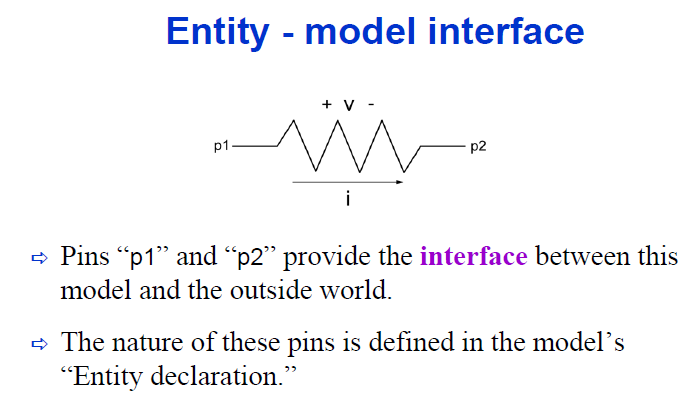 Entity - model interface
+ V -
p1
p2
i
⇨ Pins “p1” and “p2” provide the interface between this
model and the outside world.
⇨ The nature of these pins is defined in the model’s
“Entity declaration.”